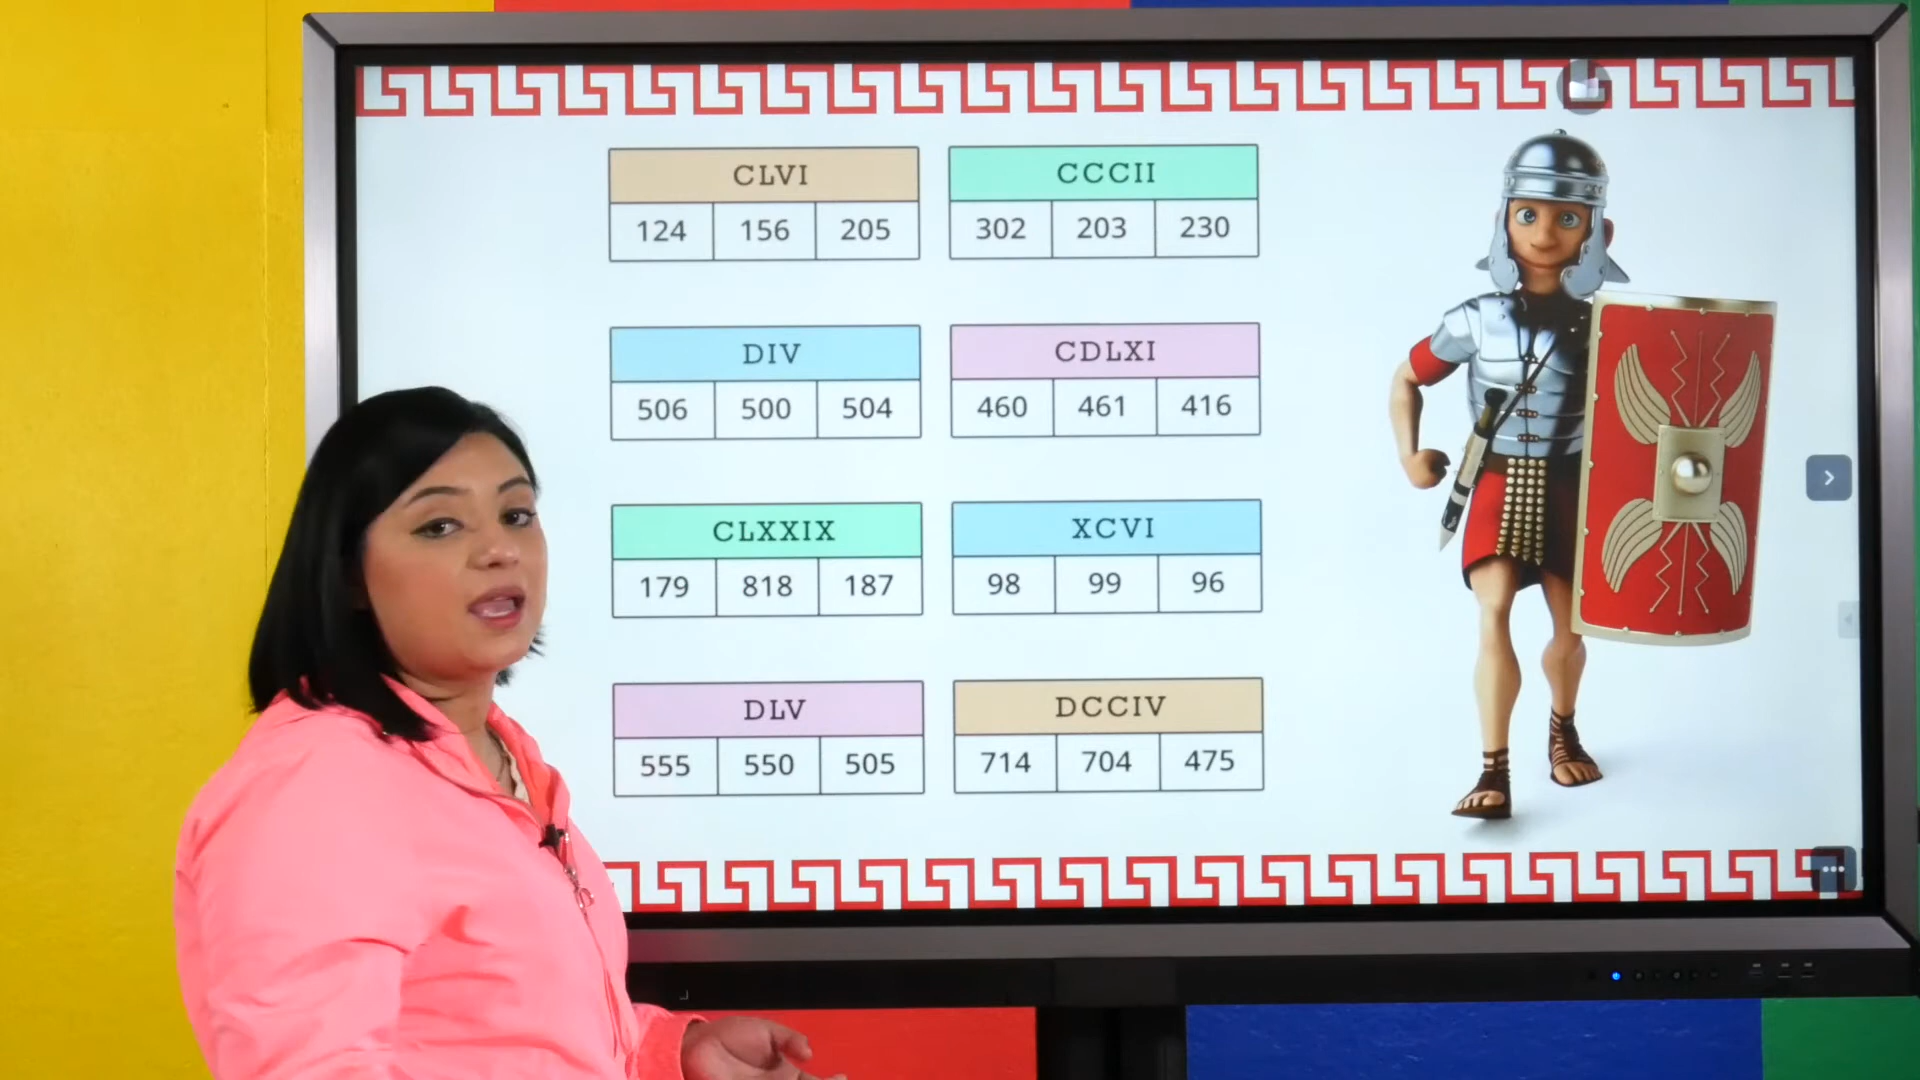 CLVI
124 156 205
CCCII
302 203 230
DIV
506 500 504
CDLXI
460 461 416
CLXXIX
179 818 187
XCVI
98 99 96
DLV
555 550 505
DCCIV
714 704 475